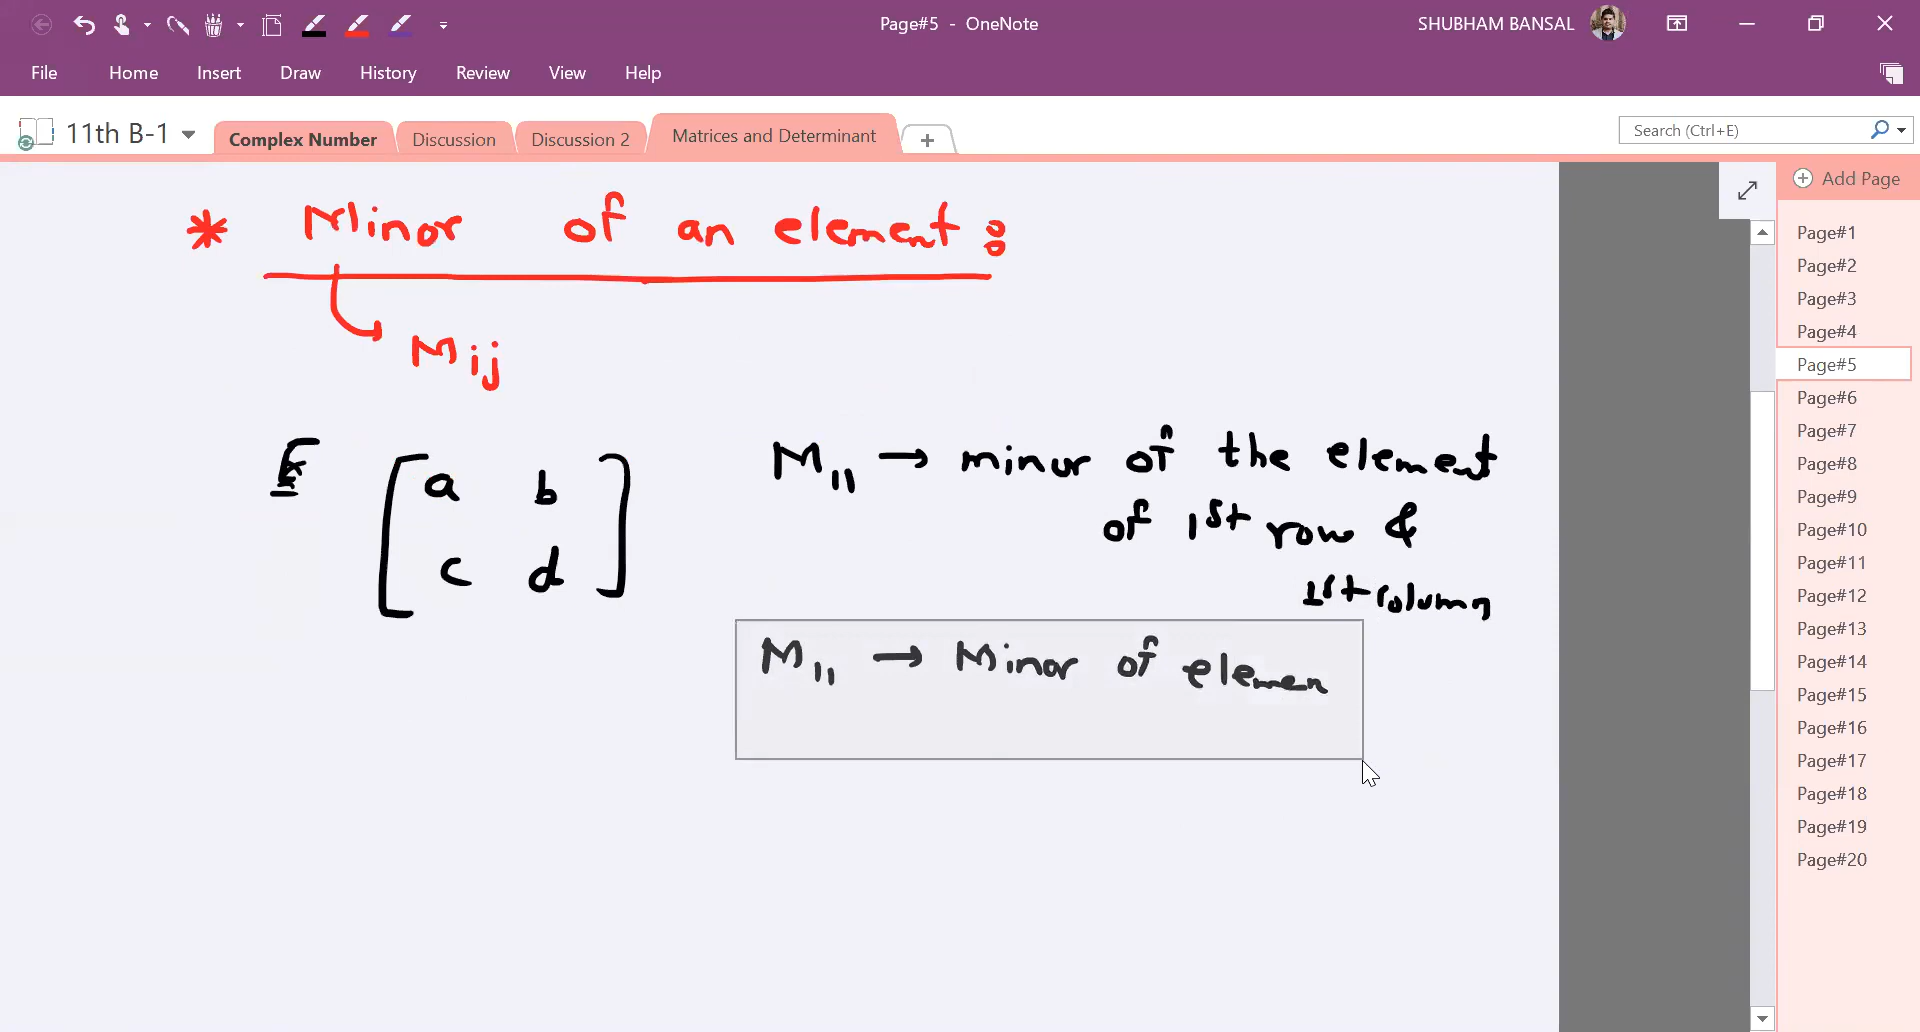 Page#5 - OneNote
SHUBHAM BANSAL
File Home Insert Draw History Review View Help
11th B-1
Complex Number
Discussion
Discussion 2
Matrices and Determinant
Search (Ctrl+E)
Add Page
Page#1
Page#2
Page#3
Page#4
Page#5
Page#6
Page#7
Page#8
Page#9
Page#10
Page#11
Page#12
Page#13
Page#14
Page#15
Page#16
Page#17
Page#18
Page#19
Page#20
* Minor of an element :
Mij
Ex
a b
c d
M11 → minor of the element
of 1st row &
1st column
M11 → Minor of elemen